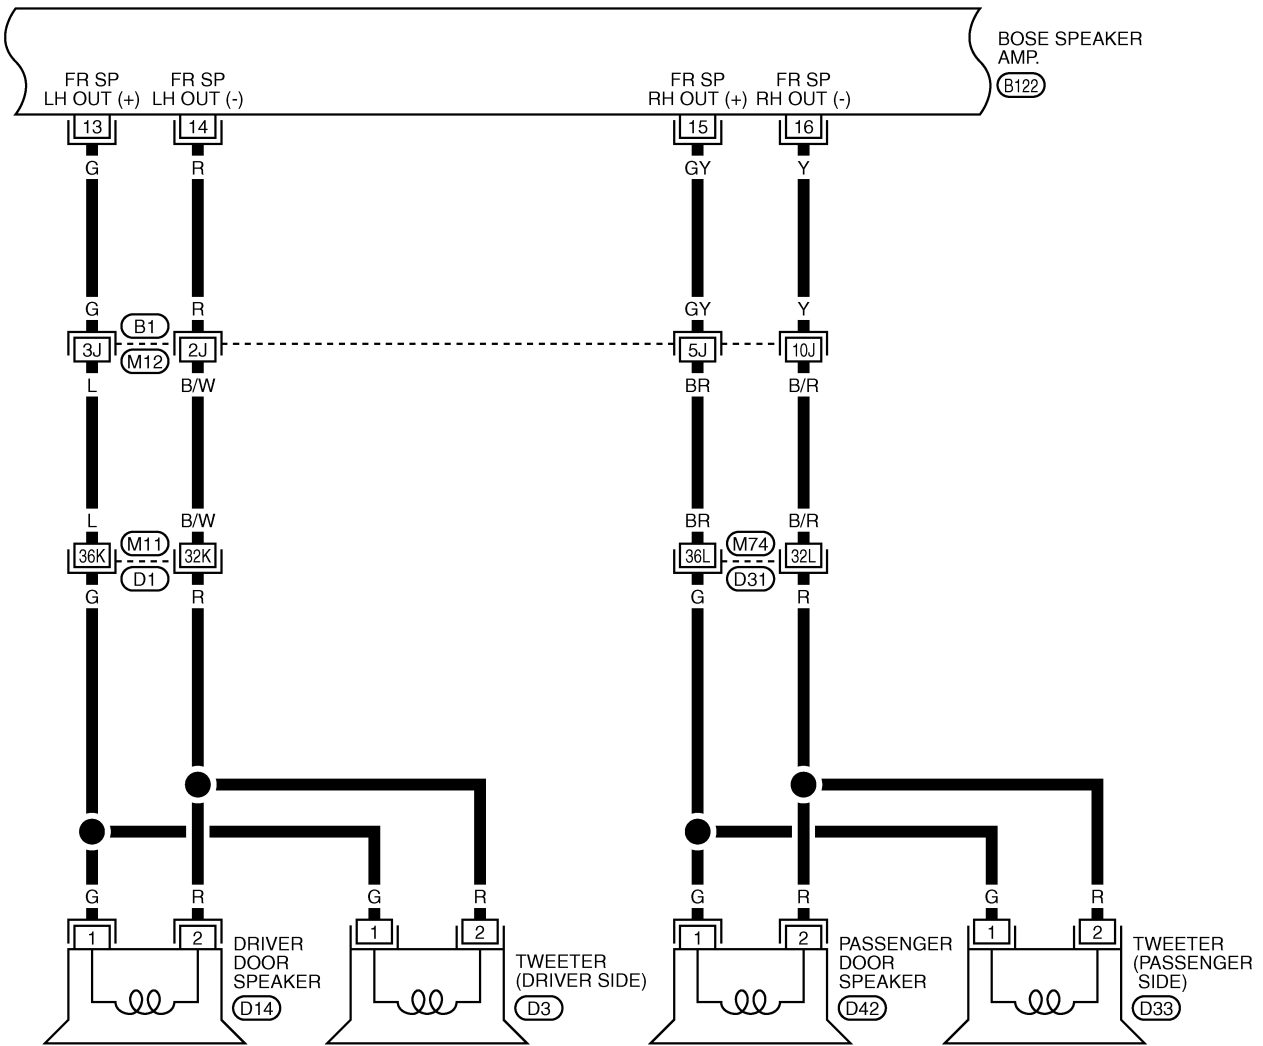 BOSE SPEAKER
AMP.
B122
FR SP
LH OUT (+)
FR SP
LH OUT (-)
FR SP
RH OUT (+)
FR SP
RH OUT (-)
13 14 15 16
G R GY Y
G R GY Y
B1
3J 2J 5J 10J
M12
L B/W BR B/R
L B/W BR B/R
M11 M74
36K 32K 36L 32L
D1 D31
G R G R
G R G R G R G R
1 2 1 2 1 2 1 2
DRIVER
DOOR
SPEAKER
D14
TWEETER
(DRIVER SIDE)
D3
PASSENGER
DOOR
SPEAKER
D42
TWEETER
(PASSENGER
SIDE)
D33